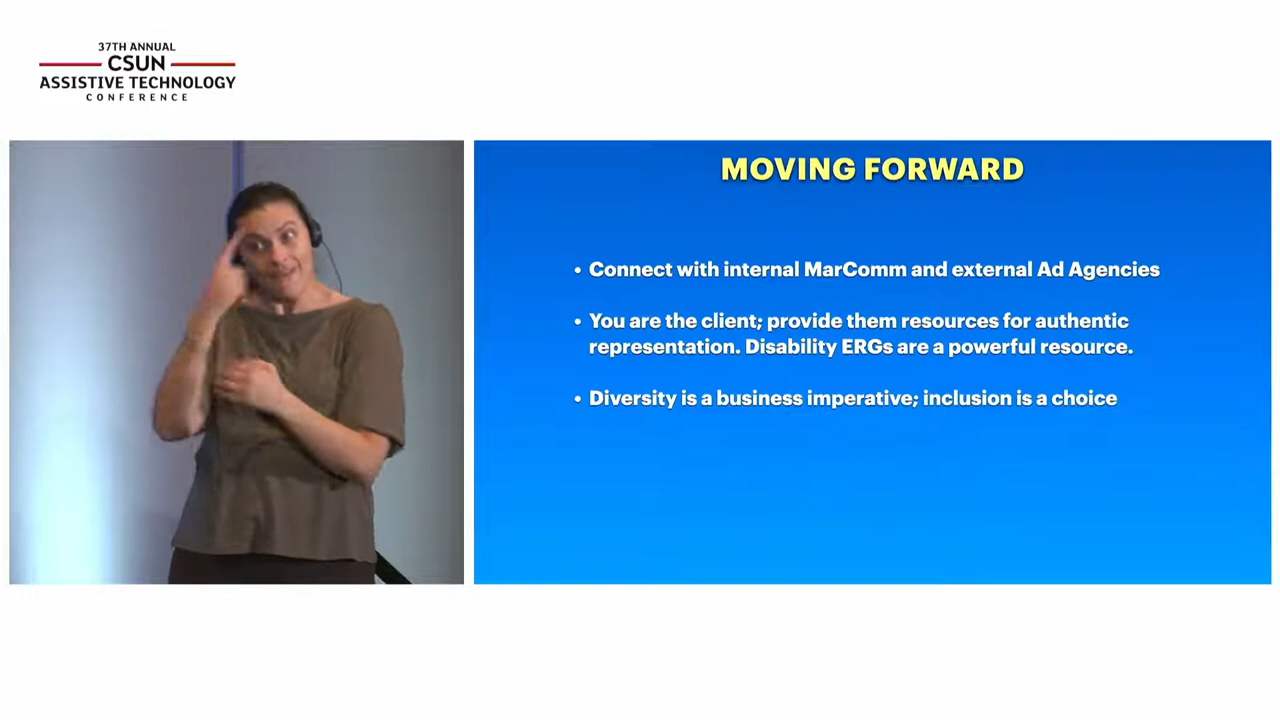 37TH ANNUAL
CSUN
ASSISTIVE TECHNOLOGY
CONFERENCE
MOVING FORWARD
• Connect with internal MarComm and external Ad Agencies
• You are the client; provide them resources for authentic
representation. Disability ERGs are a powerful resource.
• Diversity is a business imperative; inclusion is a choice